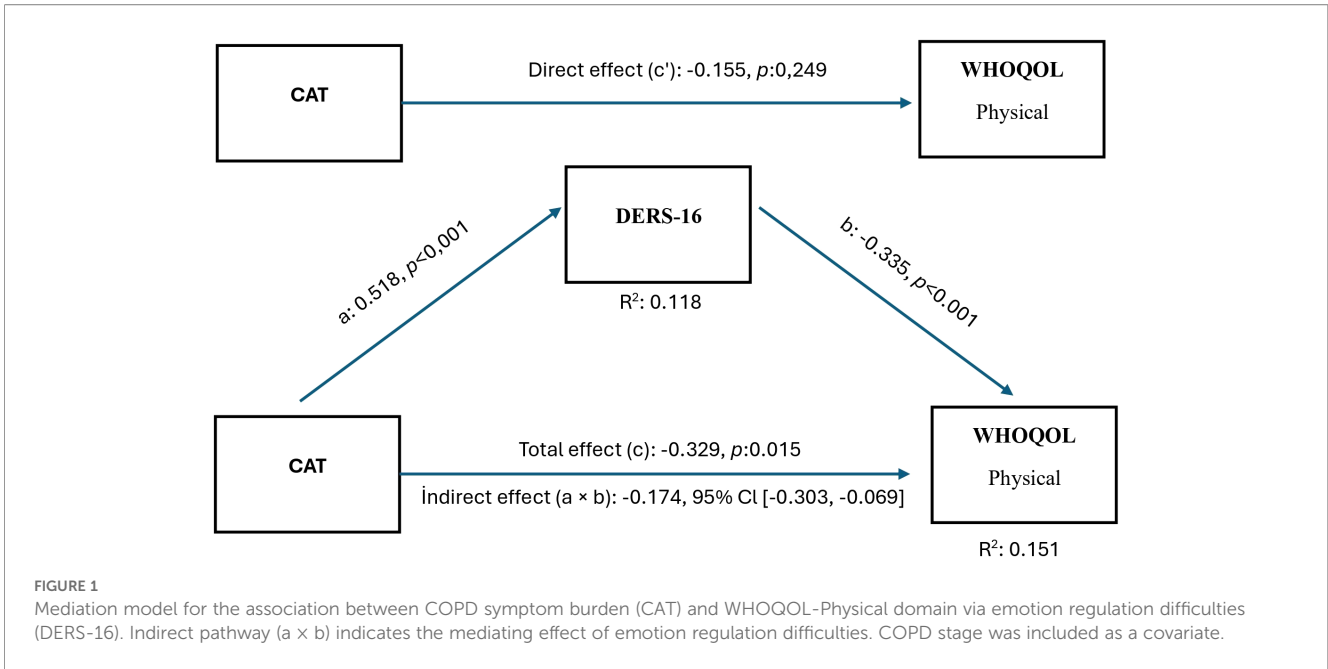 CAT
Direct effect (c'): -0.155, p:0,249
WHOQOL
Physical
DERS-16
R²: 0.118
a: 0.518, p<0,001
b: -0.335, p<0.001
CAT
Total effect (c): -0.329, p:0.015
İndirect effect (a × b): -0.174, 95% Cl [-0.303, -0.069]
WHOQOL
Physical
R²: 0.151
FIGURE 1
Mediation model for the association between COPD symptom burden (CAT) and WHOQOL-Physical domain via emotion regulation difficulties
(DERS-16). Indirect pathway (a × b) indicates the mediating effect of emotion regulation difficulties. COPD stage was included as a covariate.